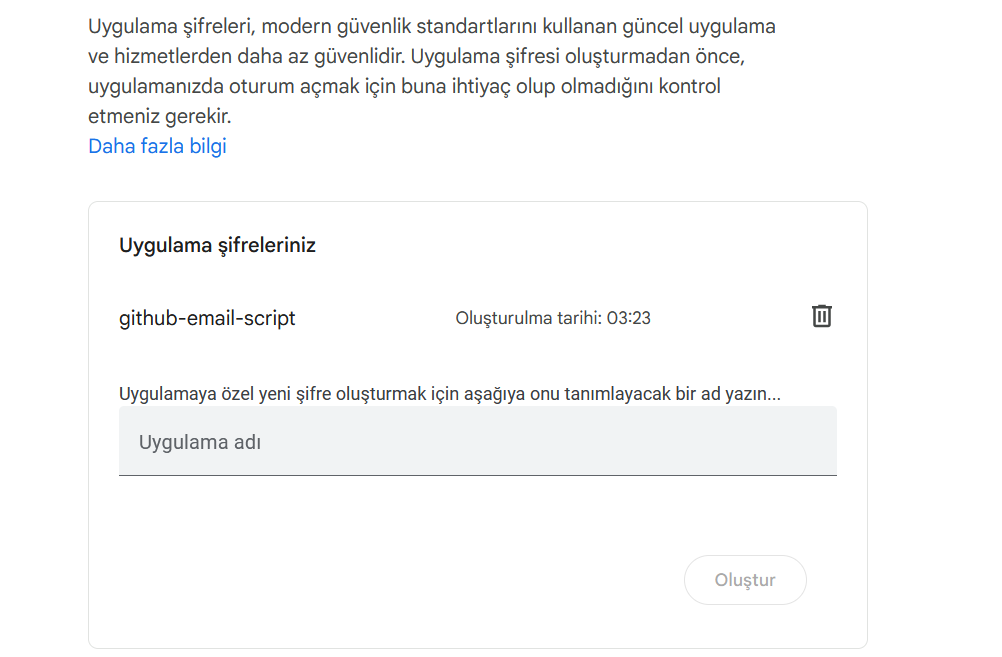 Uygulama şifreleri, modern güvenlik standartlarını kullanan güncel uygulama
ve hizmetlerden daha az güvenlidir. Uygulama şifresi oluşturmadan önce,
uygulamanızda oturum açmak için buna ihtiyaç olup olmadığını kontrol
etmeniz gerekir.
Daha fazla bilgi
Uygulama şifreleriniz
github-email-script
Oluşturulma tarihi: 03:23
Uygulamaya özel yeni şifre oluşturmak için aşağıya onu tanımlayacak bir ad yazın...
Uygulama adı
Oluştur